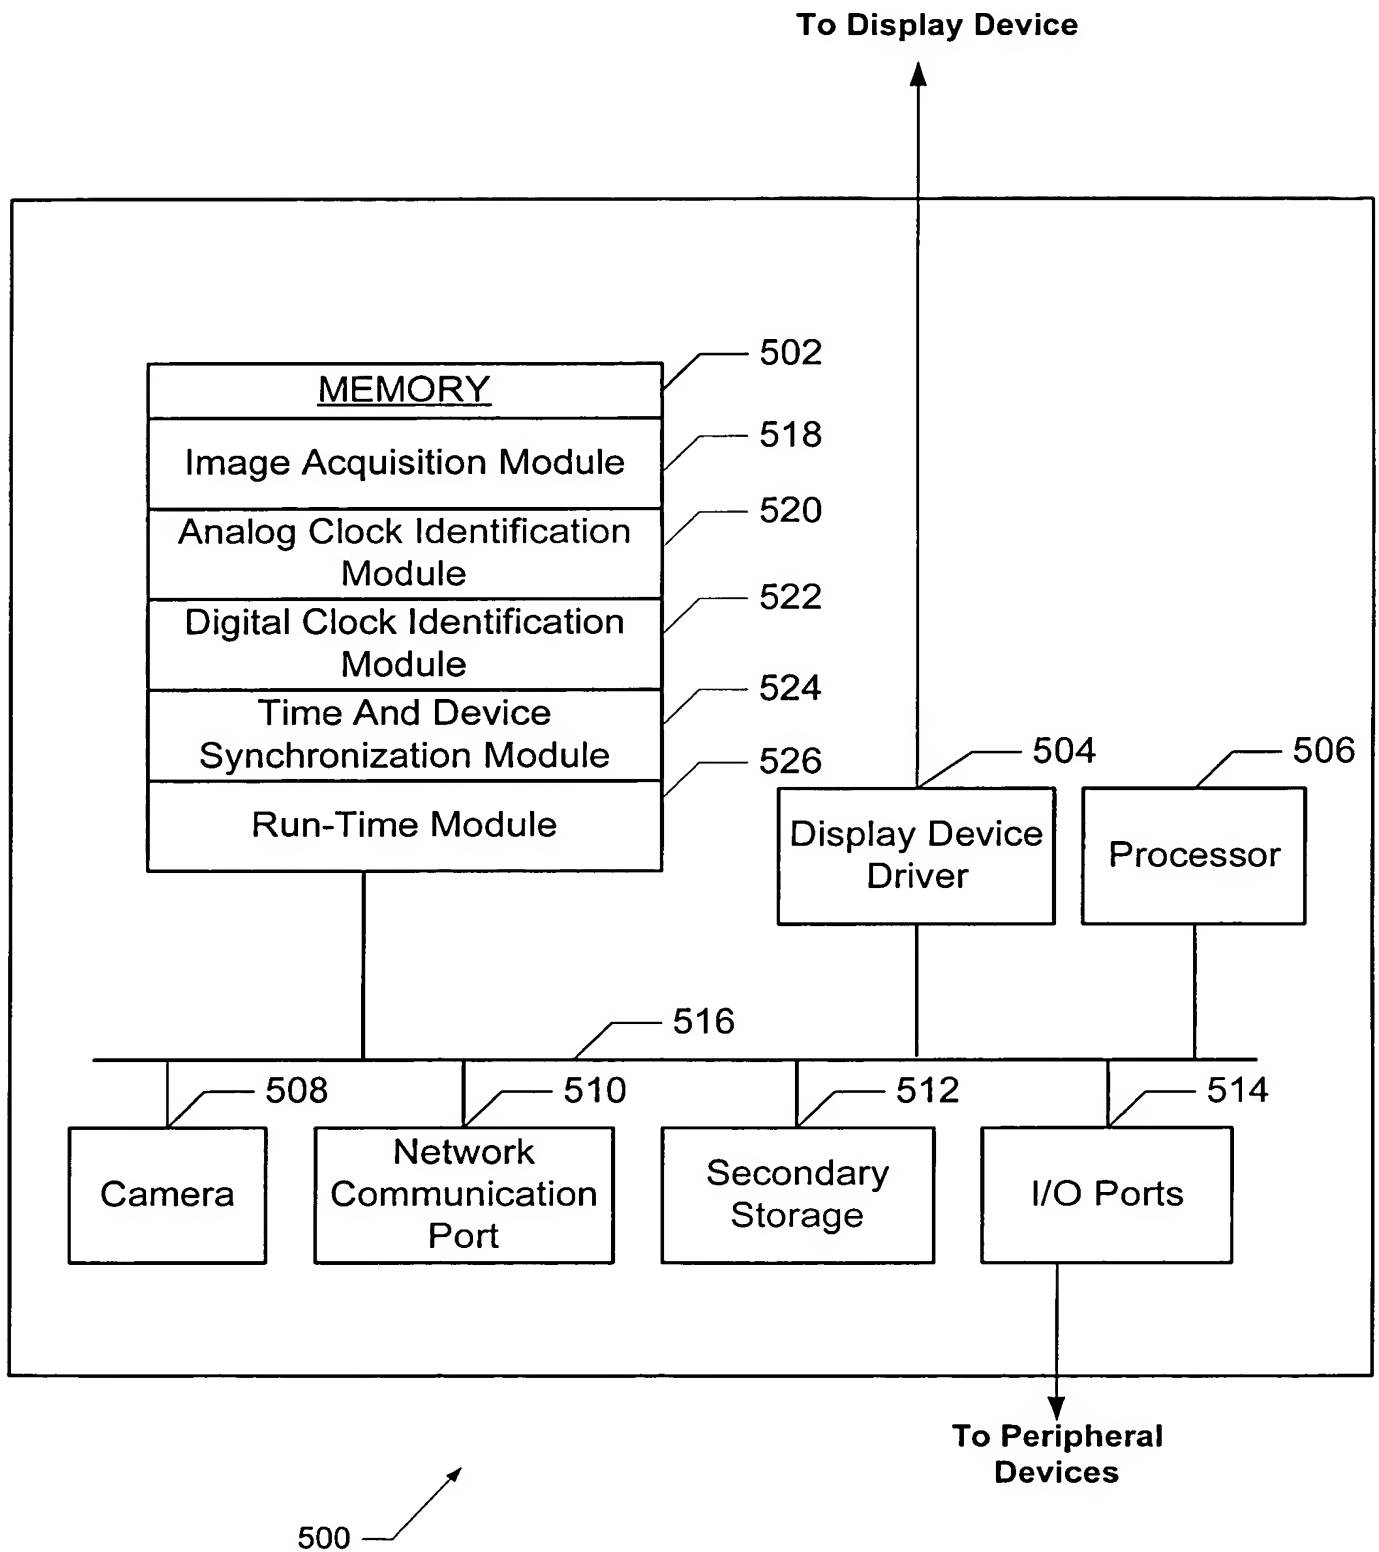 To Display Device
502
MEMORY
518
Image Acquisition Module
520
Analog Clock Identification
Module
522
Digital Clock Identification
Module
524
Time And Device
Synchronization Module
526
Run-Time Module
504
506
Display Device
Driver
Processor
516
508
510
512
514
Camera
Network
Communication
Port
Secondary
Storage
I/O Ports
To Peripheral
Devices
500